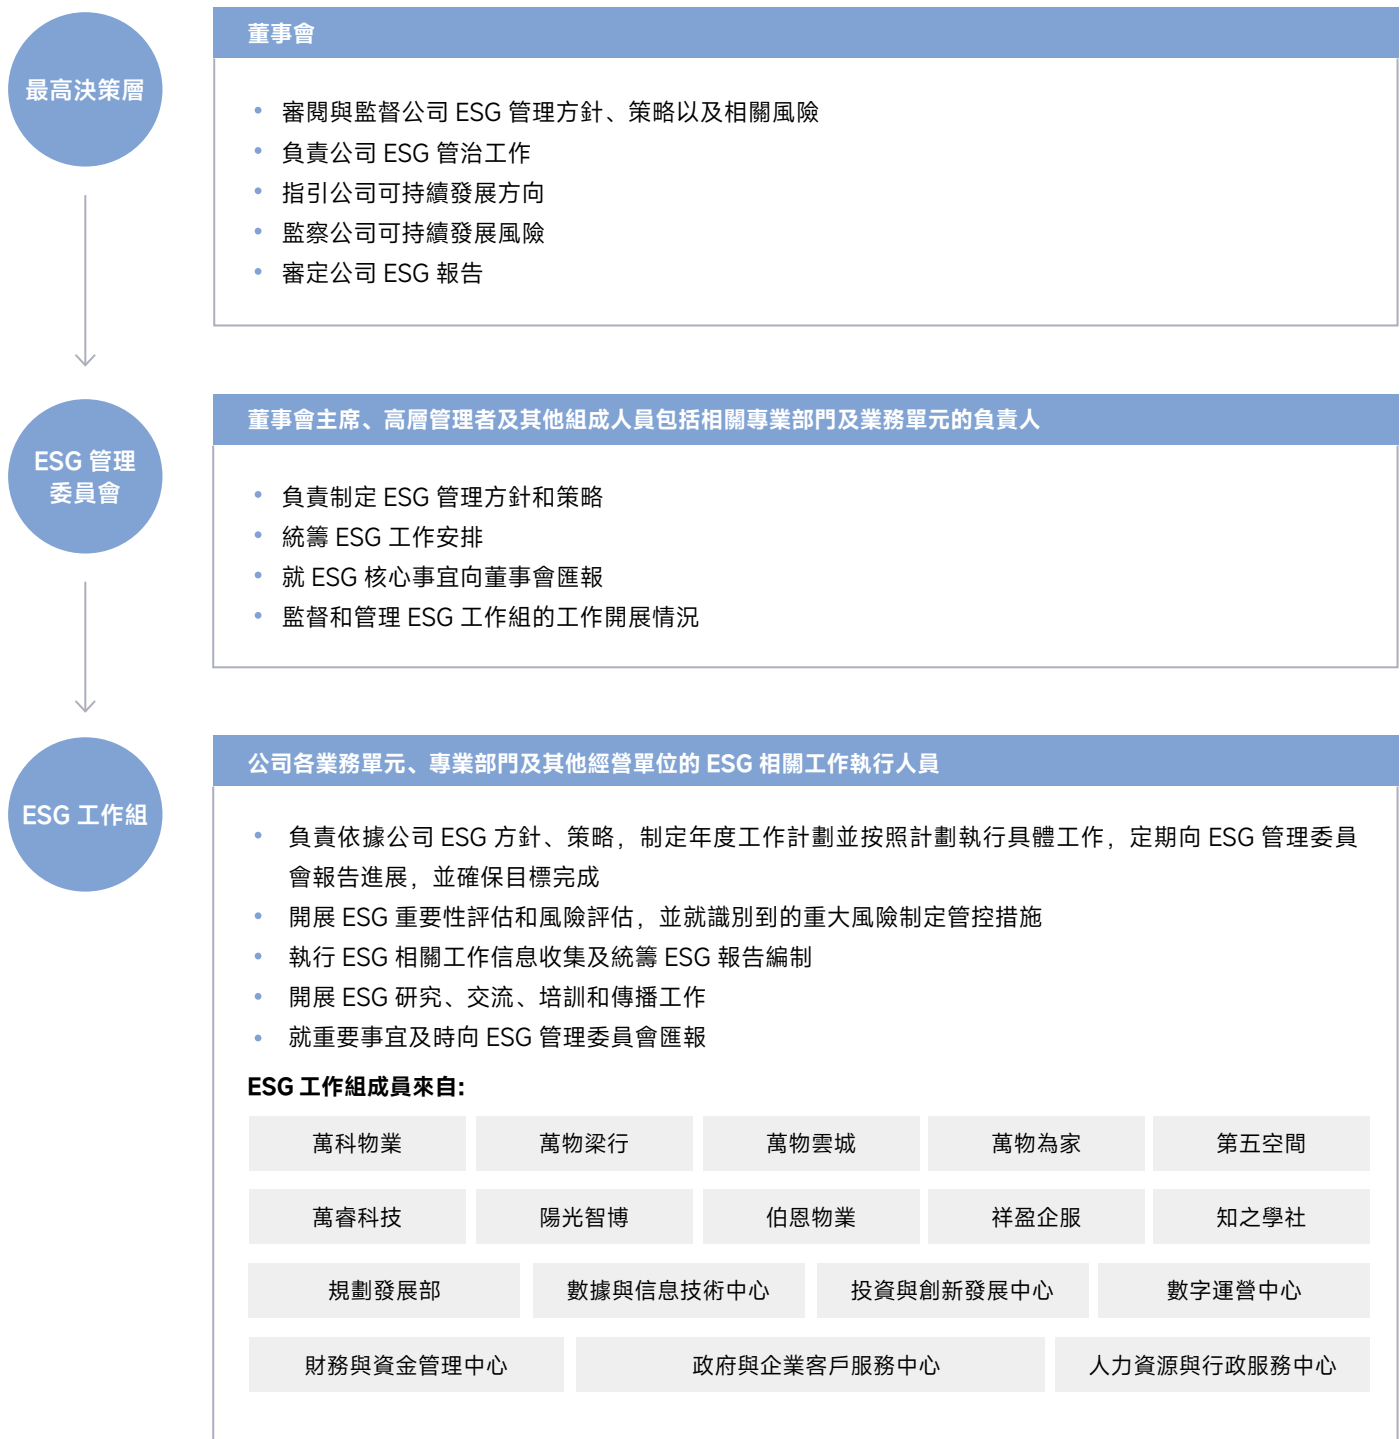 最高決策層
董事會
• 審閱與監督公司 ESG 管理方針、策略以及相關風險
• 負責公司 ESG 管治工作
• 指引公司可持續發展方向
• 監察公司可持續發展風險
• 審定公司 ESG 報告
ESG 管理
委員會
董事會主席、高層管理者及其他組成人員包括相關專業部門及業務單元的負責人
• 負責制定 ESG 管理方針和策略
• 統籌 ESG 工作安排
• 就 ESG 核心事宜向董事會匯報
• 監督和管理 ESG 工作組的工作開展情況
ESG 工作組
公司各業務單元、專業部門及其他經營單位的 ESG 相關工作執行人員
• 負責依據公司 ESG 方針、策略，制定年度工作計劃並按照計劃執行具體工作，定期向 ESG 管理委員
會報告進展，並確保目標完成
• 開展 ESG 重要性評估和風險評估，並就識別到的重大風險制定管控措施
• 執行 ESG 相關工作信息收集及統籌 ESG 報告編制
• 開展 ESG 研究、交流、培訓和傳播工作
• 就重要事宜及時向 ESG 管理委員會匯報
ESG 工作組成員來自:
萬科物業 萬物梁行 萬物雲城 萬物為家 第五空間
萬睿科技 陽光智博 伯恩物業 祥盈企服 知之學社
規劃發展部 數據與信息技術中心 投資與創新發展中心 數字運營中心
財務與資金管理中心 政府與企業客戶服務中心 人力資源與行政服務中心